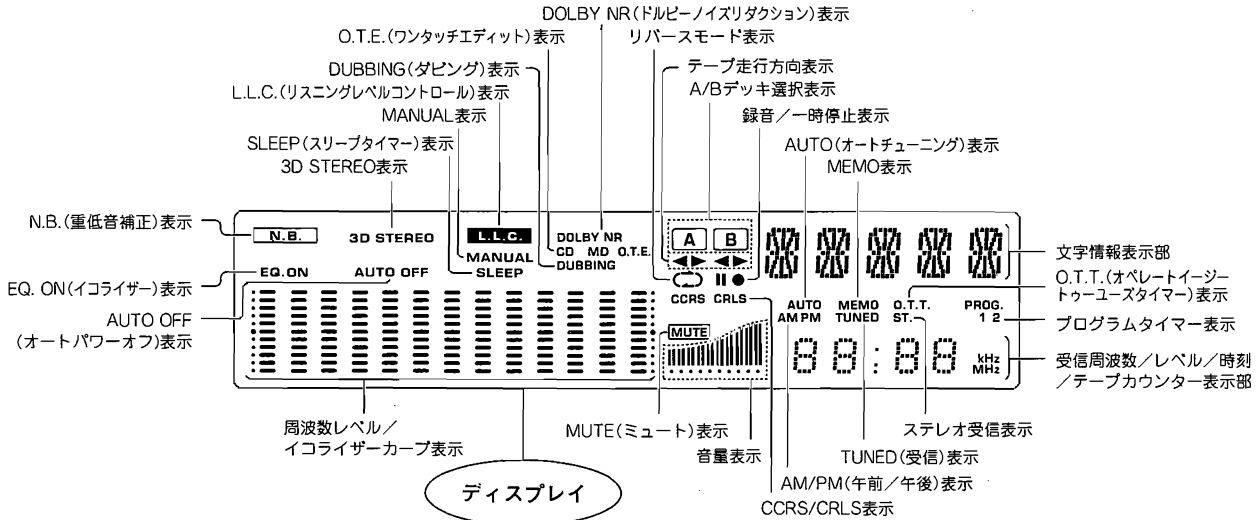 DOLBY NR(ドルビーノイズリダクション)表示
O.T.E.(ワンタッチエディット)表示
リバースモード表示
DUBBING(ダビング)表示
テープ走行方向表示
L.L.C.(リスニングレベルコントロール)表示
A/Bデッキ選択表示
MANUAL表示
録音/一時停止表示
SLEEP(スリープタイマー)表示
AUTO(オートチューニング)表示
3D STEREO表示
MEMO表示
N.B.(重低音補正)表示
N.B. 3D STEREO L.L.C. DOLBY NR A B
CD MD O.T.E.
MANUAL
DUBBING
EQ.ON AUTO OFF SLEEP
文字情報表示部
O.T.T.(オペレートイージー
トゥーユーズタイマー)表示
EQ. ON(イコライザー)表示
CCRS CRLS AUTO MEMO O.T.T. PROG.
AM PM TUNED ST. 1 2
プログラムタイマー表示
AUTO OFF
(オートパワーオフ)表示
MUTE
88:88 kHz
MHz
受信周波数/レベル/時刻
/テープカウンター表示部
周波数レベル/
イコライザーカーブ表示
MUTE(ミュート)表示
ステレオ受信表示
音量表示
TUNED(受信)表示
AM/PM(午前/午後)表示
CCRS/CRLS表示
ディスプレイ